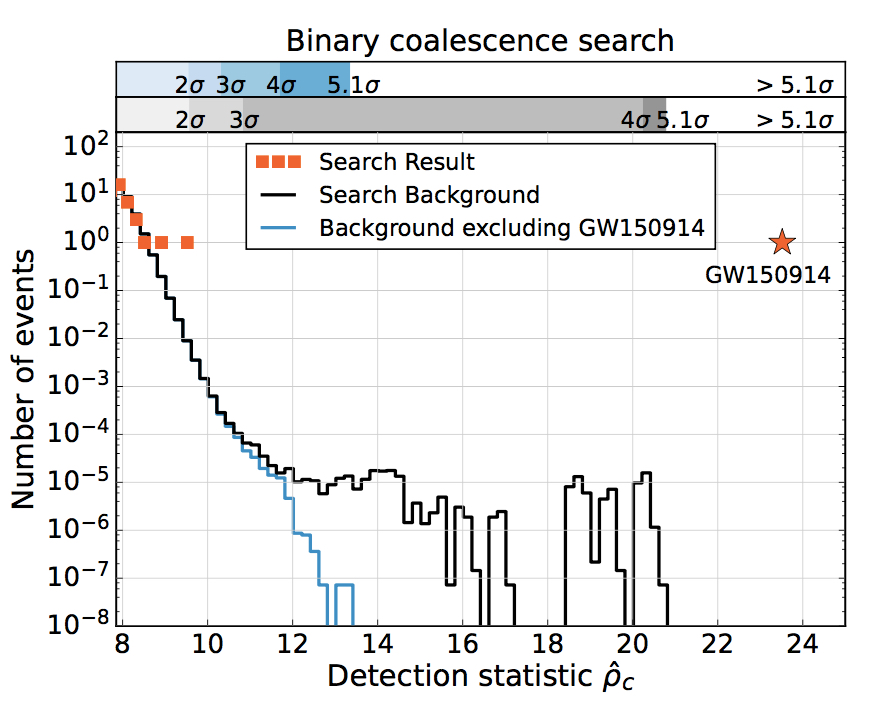 Binary coalescence search
2σ 3σ 4σ 5.1σ > 5.1σ
2σ 3σ 4σ 5.1σ > 5.1σ
Search Result
Search Background
Background excluding GW150914
GW150914
Number of events
10²
10¹
10⁰
10⁻¹
10⁻²
10⁻³
10⁻⁴
10⁻⁵
10⁻⁶
10⁻⁷
10⁻⁸
8 10 12 14 16 18 20 22 24
Detection statistic ρ̂c